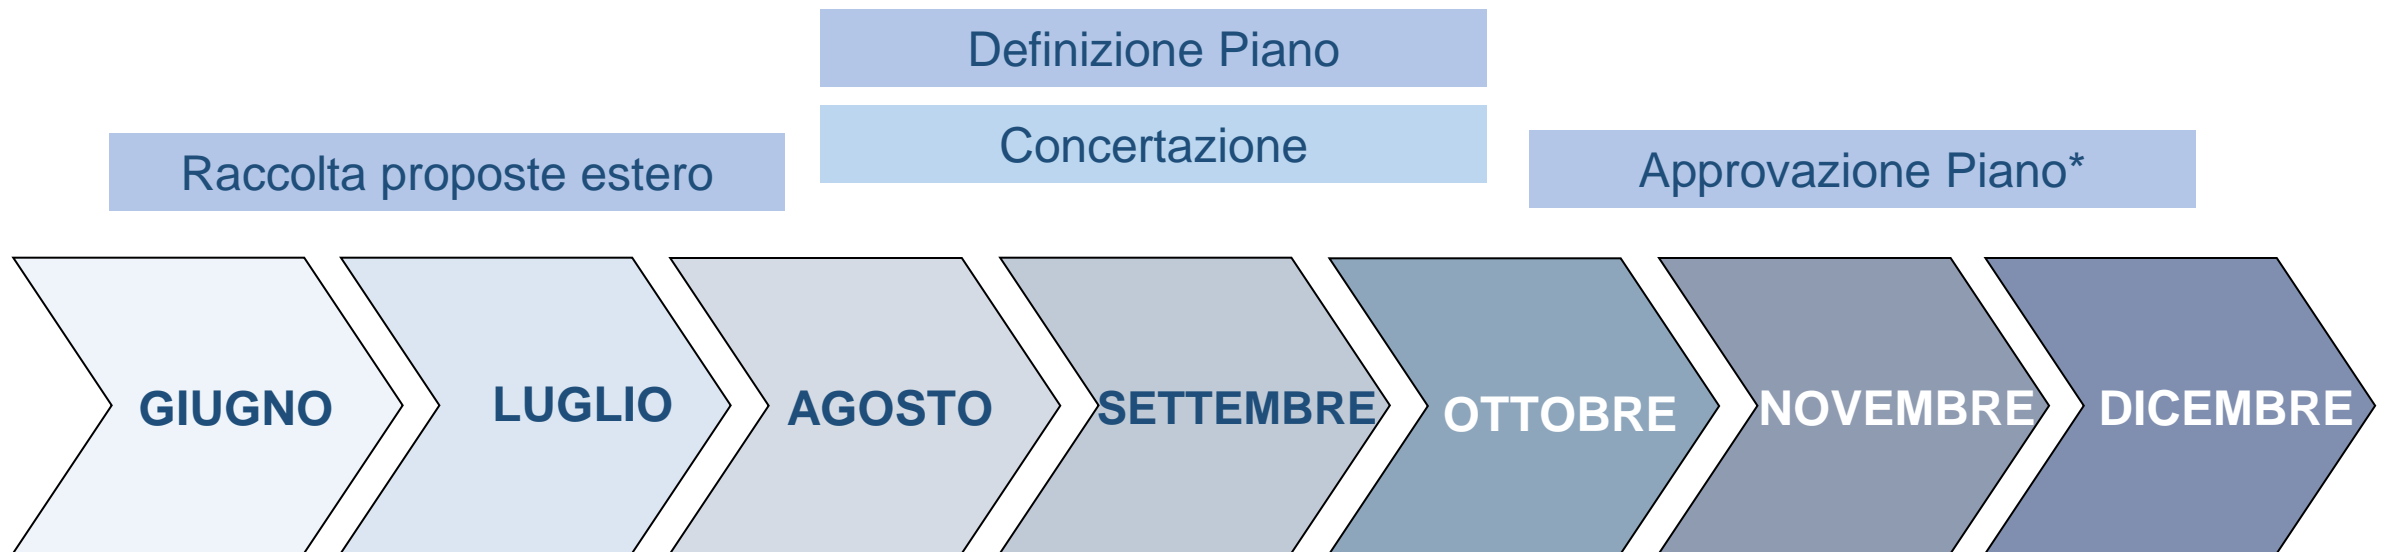 Definizione Piano
Concertazione
Raccolta proposte estero
Approvazione Piano*
GIUGNO
LUGLIO
AGOSTO
SETTEMBRE
OTTOBRE
NOVEMBRE
DICEMBRE